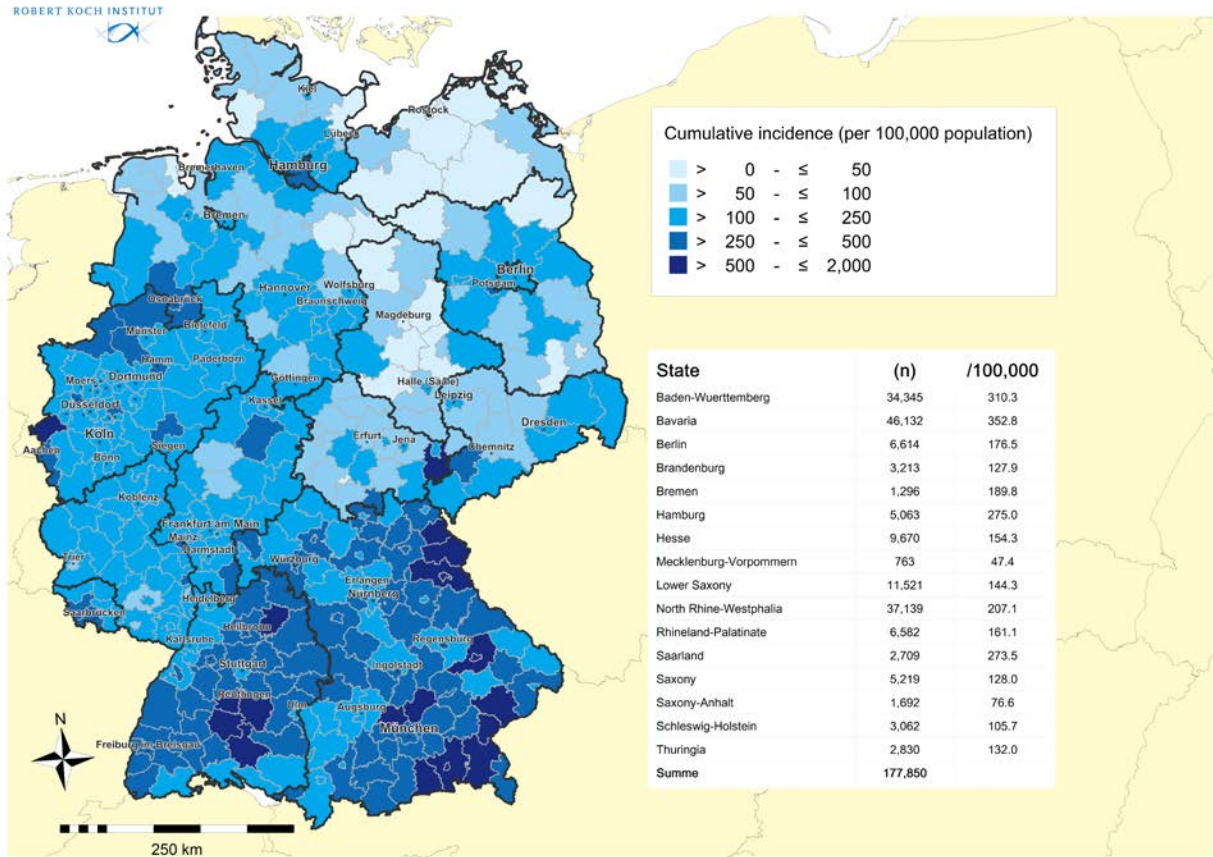 ROBERT KOCH INSTITUT
Kiel
Rostock
Lübeck
Hamburg
Bremerhaven
Bremen
Berlin
Potsdam
Wolfsburg
Hannover
Braunschweig
Osnabrück
Magdeburg
Bielefeld
Münster
Hamm
Paderborn
Moers
Dortmund
Göttingen
Halle (Saale)
Leipzig
Düsseldorf
Kassel
Dresden
Köln
Erfurt
Jena
Chemnitz
Aachen
Siegen
Bonn
Koblenz
Frankfurt am Main
Mainz
Darmstadt
Trier
Würzburg
Erlangen
Nürnberg
Heidelberg
Saarbrücken
Heilbronn
Karlsruhe
Regensburg
Stuttgart
Ingolstadt
Reutlingen
Ulm
Augsburg
München
Freiburg im Breisgau
N
250 km
Cumulative incidence (per 100,000 population)
> 0 - ≤ 50
> 50 - ≤ 100
> 100 - ≤ 250
> 250 - ≤ 500
> 500 - ≤ 2,000
State (n) /100,000
Baden-Wuerttemberg 34,345 310.3
Bavaria 46,132 352.8
Berlin 6,614 176.5
Brandenburg 3,213 127.9
Bremen 1,296 189.8
Hamburg 5,063 275.0
Hesse 9,670 154.3
Mecklenburg-Vorpommern 763 47.4
Lower Saxony 11,521 144.3
North Rhine-Westphalia 37,139 207.1
Rhineland-Palatinate 6,582 161.1
Saarland 2,709 273.5
Saxony 5,219 128.0
Saxony-Anhalt 1,692 76.6
Schleswig-Holstein 3,062 105.7
Thuringia 2,830 132.0
Summe 177,850